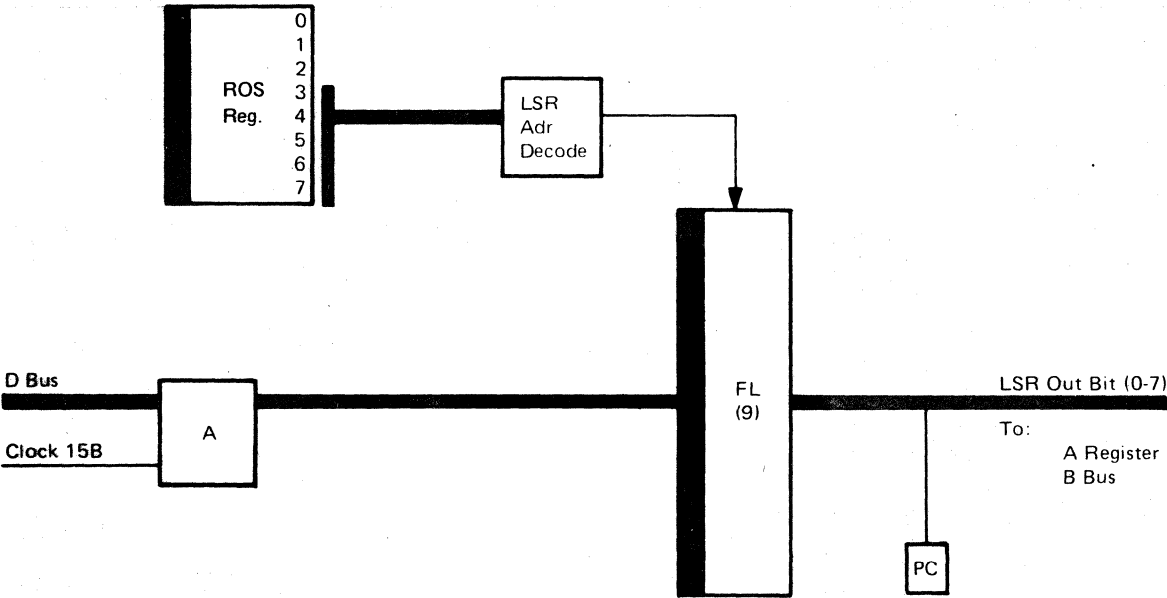 0
1
2
3
4
5
6
7
ROS
Reg.
LSR
Adr
Decode
D Bus
Clock 15B
A
FL
(9)
LSR Out Bit (0-7)
To:
A Register
B Bus
PC